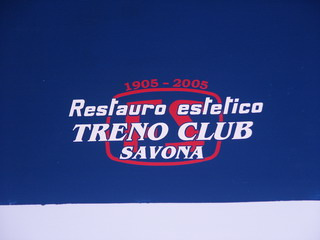 1905 - 2005
Restauro estetico
TRENO CLUB
SAVONA